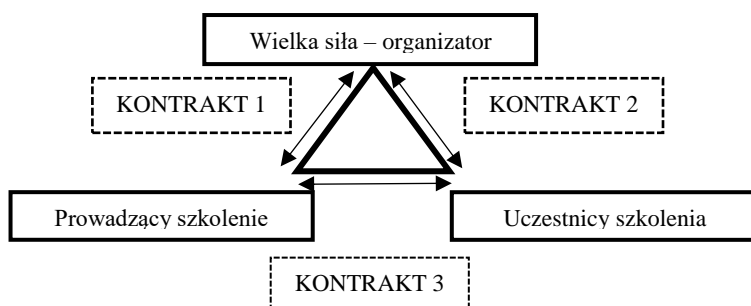 Wielka siła – organizator
KONTRAKT 1
KONTRAKT 2
Prowadzący szkolenie
Uczestnicy szkolenia
KONTRAKT 3